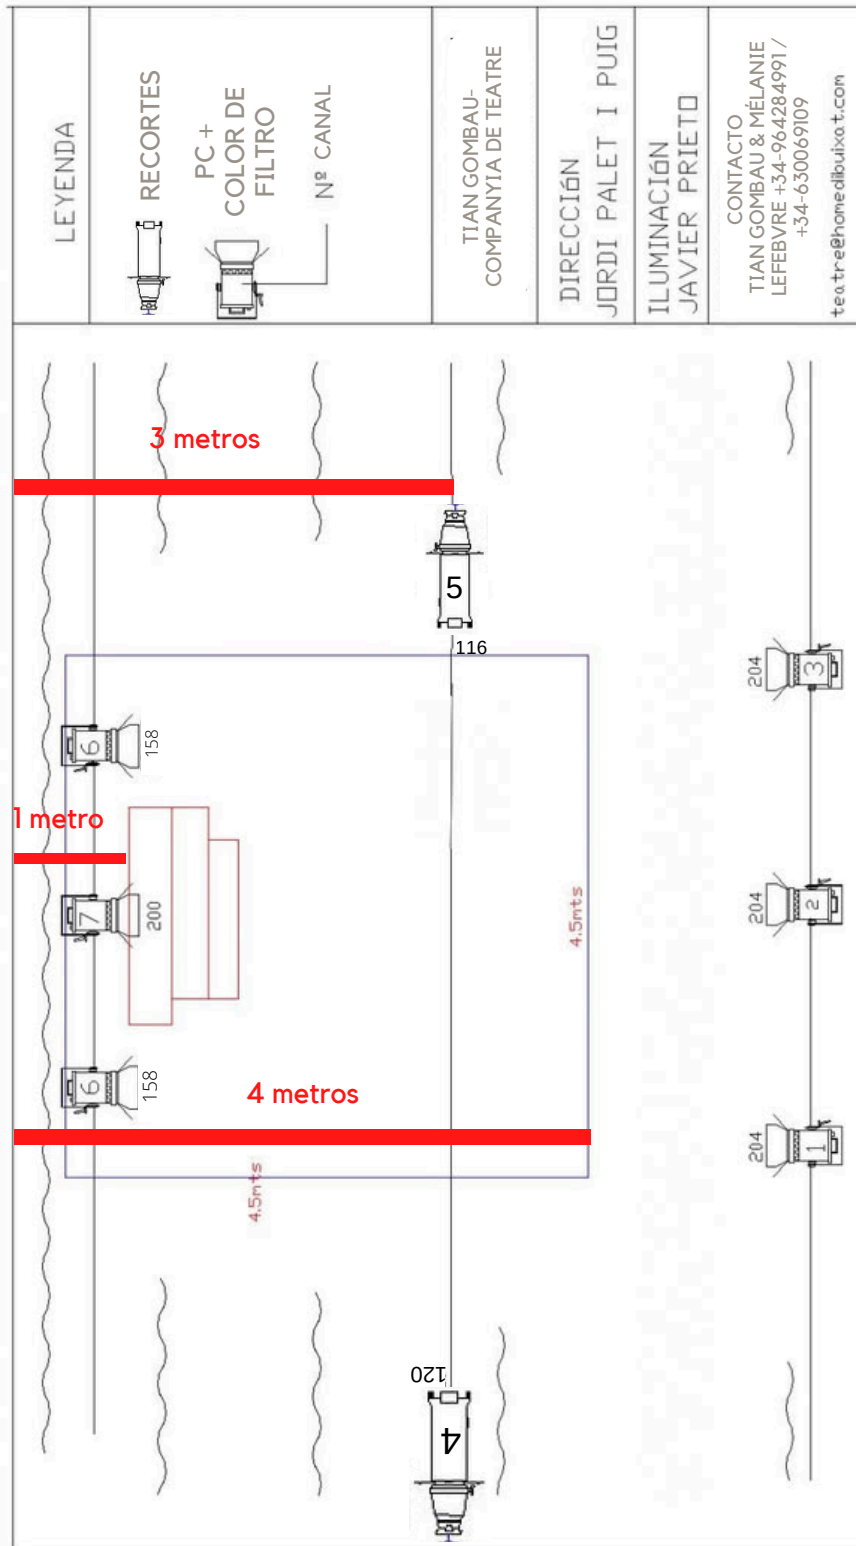 LEYENDA
RECORTES
PC +
COLOR DE
FILTRO
Nº CANAL
TIAN GOMBAU-
COMPANYIA DE TEATRE
DIRECCIÓN
JORDI PALET I PUIG
ILUMINACIÓN
JAVIER PRIETO
CONTACTO
TIAN GOMBAU & MÉLANIE
LEFEBVRE +34-964284991 /
+34-630069109
teatre@homedibuixat.com
3 metros
5
116
204
3
6
158
1 metro
7
200
4.5mts
204
2
6
158
4 metros
204
1
4.5mts
120
4